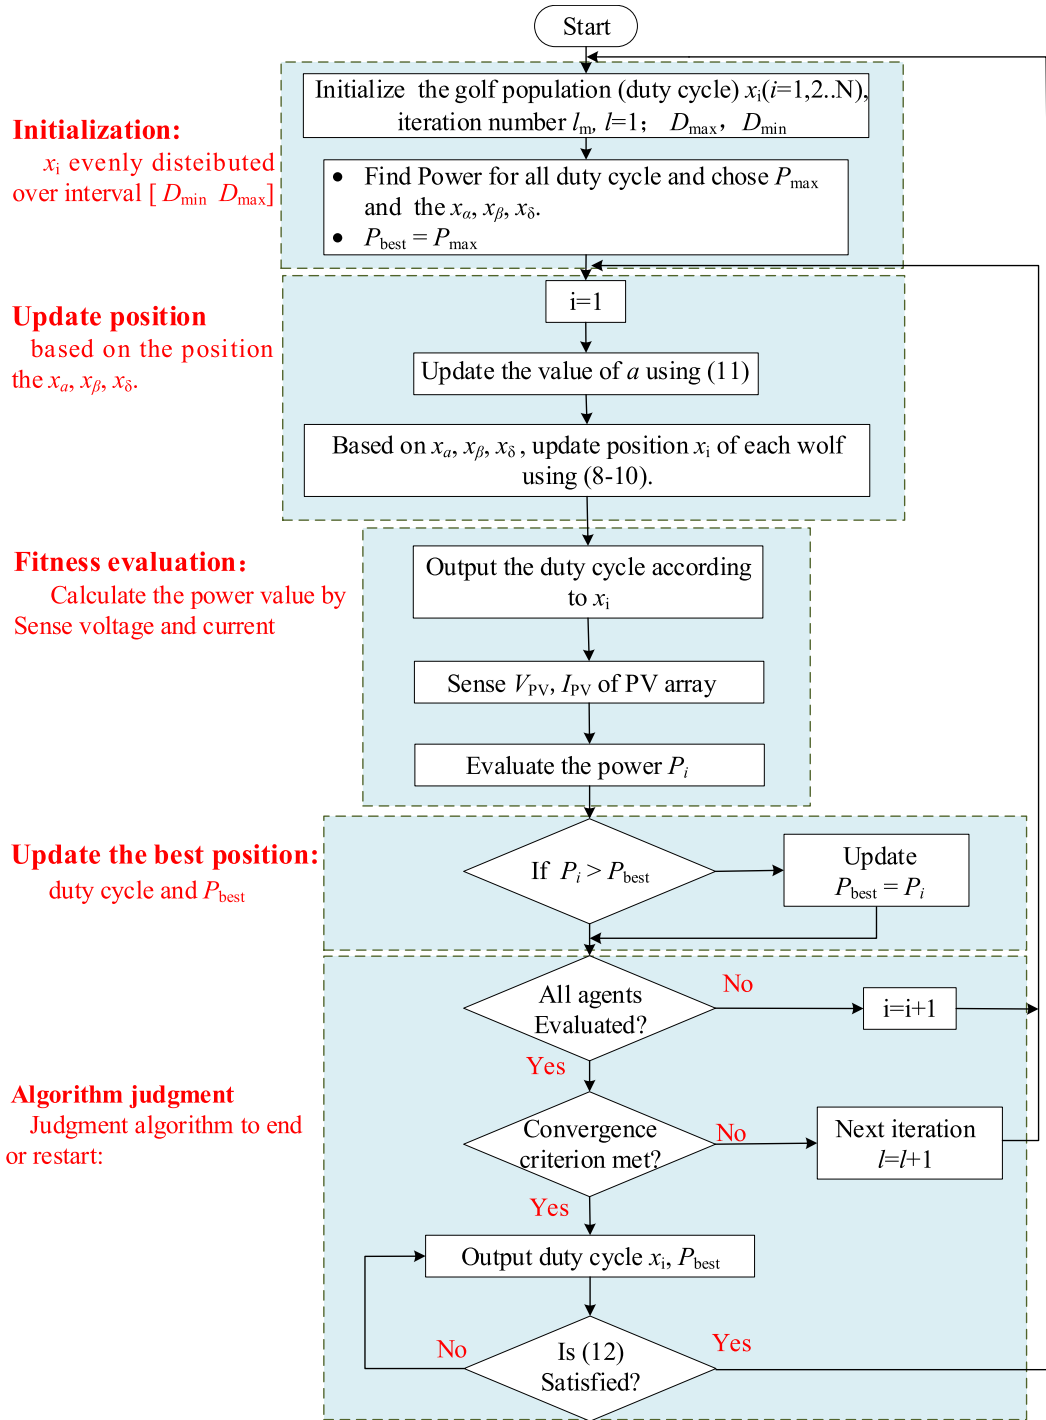 Start
Initialize the golf population (duty cycle) xi(i=1,2..N),
iteration number lm, l=1; Dmax, Dmin
Initialization:
xi evenly disteibuted
over interval [ Dmin Dmax]
• Find Power for all duty cycle and chose Pmax
and the xα, xβ, xδ.
• Pbest = Pmax
Update position
based on the position
the xa, xβ, xδ.
i=1
Update the value of a using (11)
Based on xa, xβ, xδ , update position xi of each wolf
using (8-10).
Fitness evaluation:
Calculate the power value by
Sense voltage and current
Output the duty cycle according
to xi
Sense VPV, IPV of PV array
Evaluate the power Pi
Update the best position:
duty cycle and Pbest
If Pi > Pbest
Update
Pbest = Pi
All agents
Evaluated?
No
i=i+1
Yes
Algorithm judgment
Judgment algorithm to end
or restart:
Convergence
criterion met?
No
Next iteration
l=l+1
Yes
Output duty cycle xi, Pbest
No
Is (12)
Satisfied?
Yes